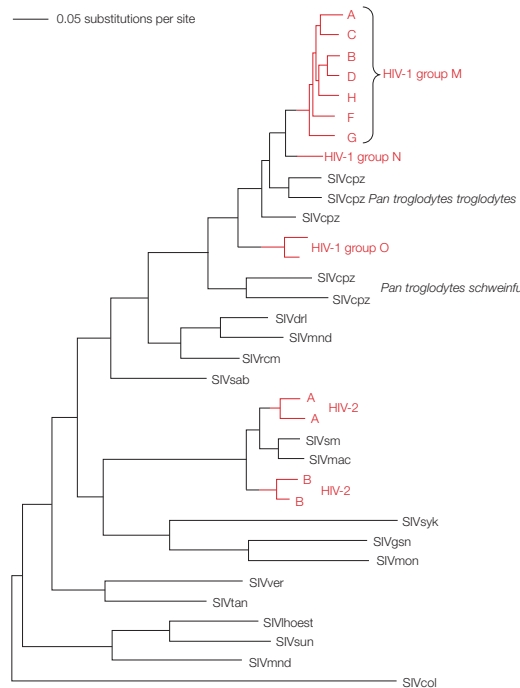 0.05 substitutions per site
A
C
B
D
H
F
G
HIV-1 group M
HIV-1 group N
SIVcpz
SIVcpz Pan troglodytes troglodytes
SIVcpz
HIV-1 group O
SIVcpz
Pan troglodytes schweinfu
SIVcpz
SIVdrl
SIVmnd
SIVrcm
SIVsab
A
HIV-2
A
SIVsm
SIVmac
B
HIV-2
B
SIVsyk
SIVgsn
SIVmon
SIVver
SIVtan
SIVlhoest
SIVsun
SIVmnd
SIVcol